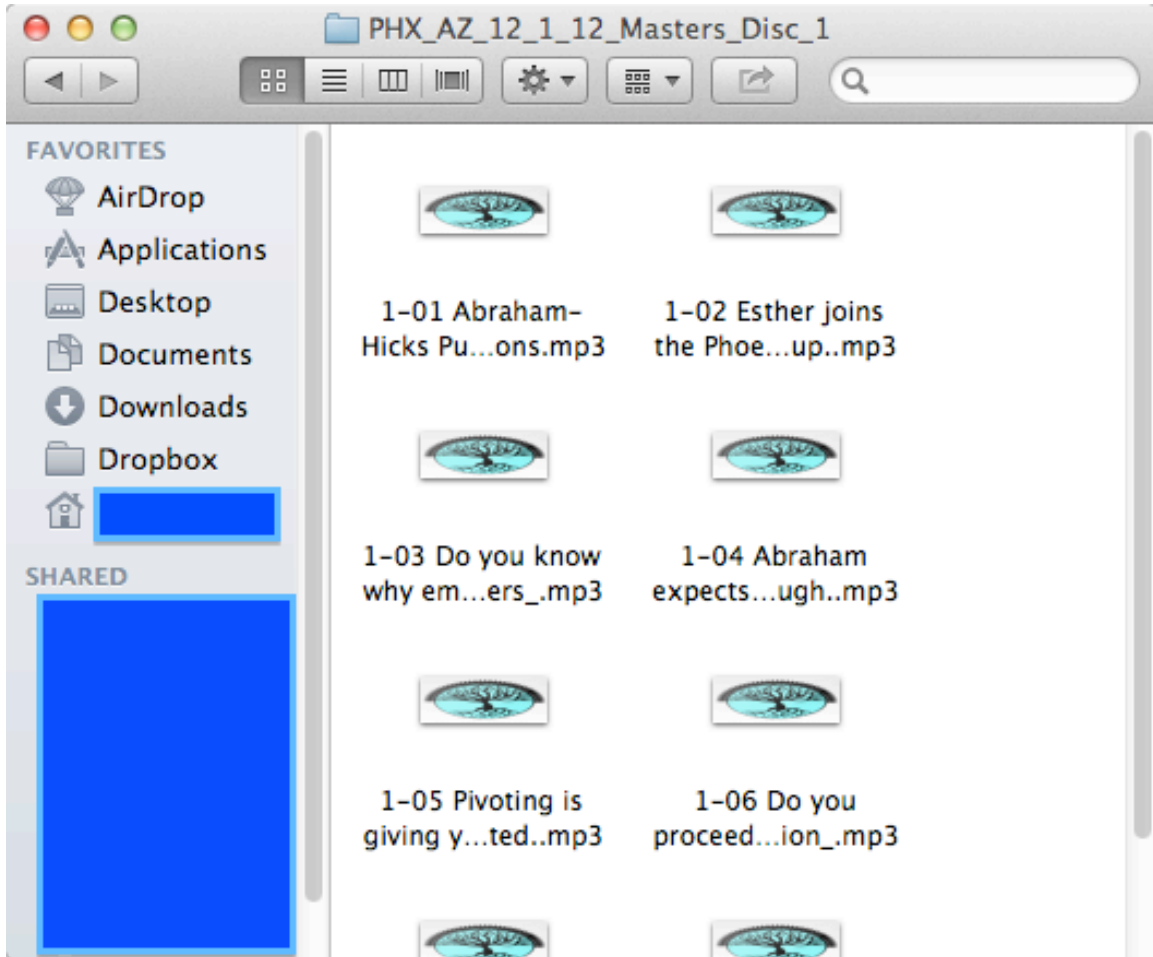 PHX_AZ_12_1_12_Masters_Disc_1
FAVORITES
AirDrop
Applications
Desktop
Documents
Downloads
Dropbox
SHARED
1-01 Abraham-
Hicks Pu...ons.mp3
1-02 Esther joins
the Phoe...up..mp3
1-03 Do you know
why em...ers_.mp3
1-04 Abraham
expects...ugh..mp3
1-05 Pivoting is
giving y...ted..mp3
1-06 Do you
proceed...ion_.mp3